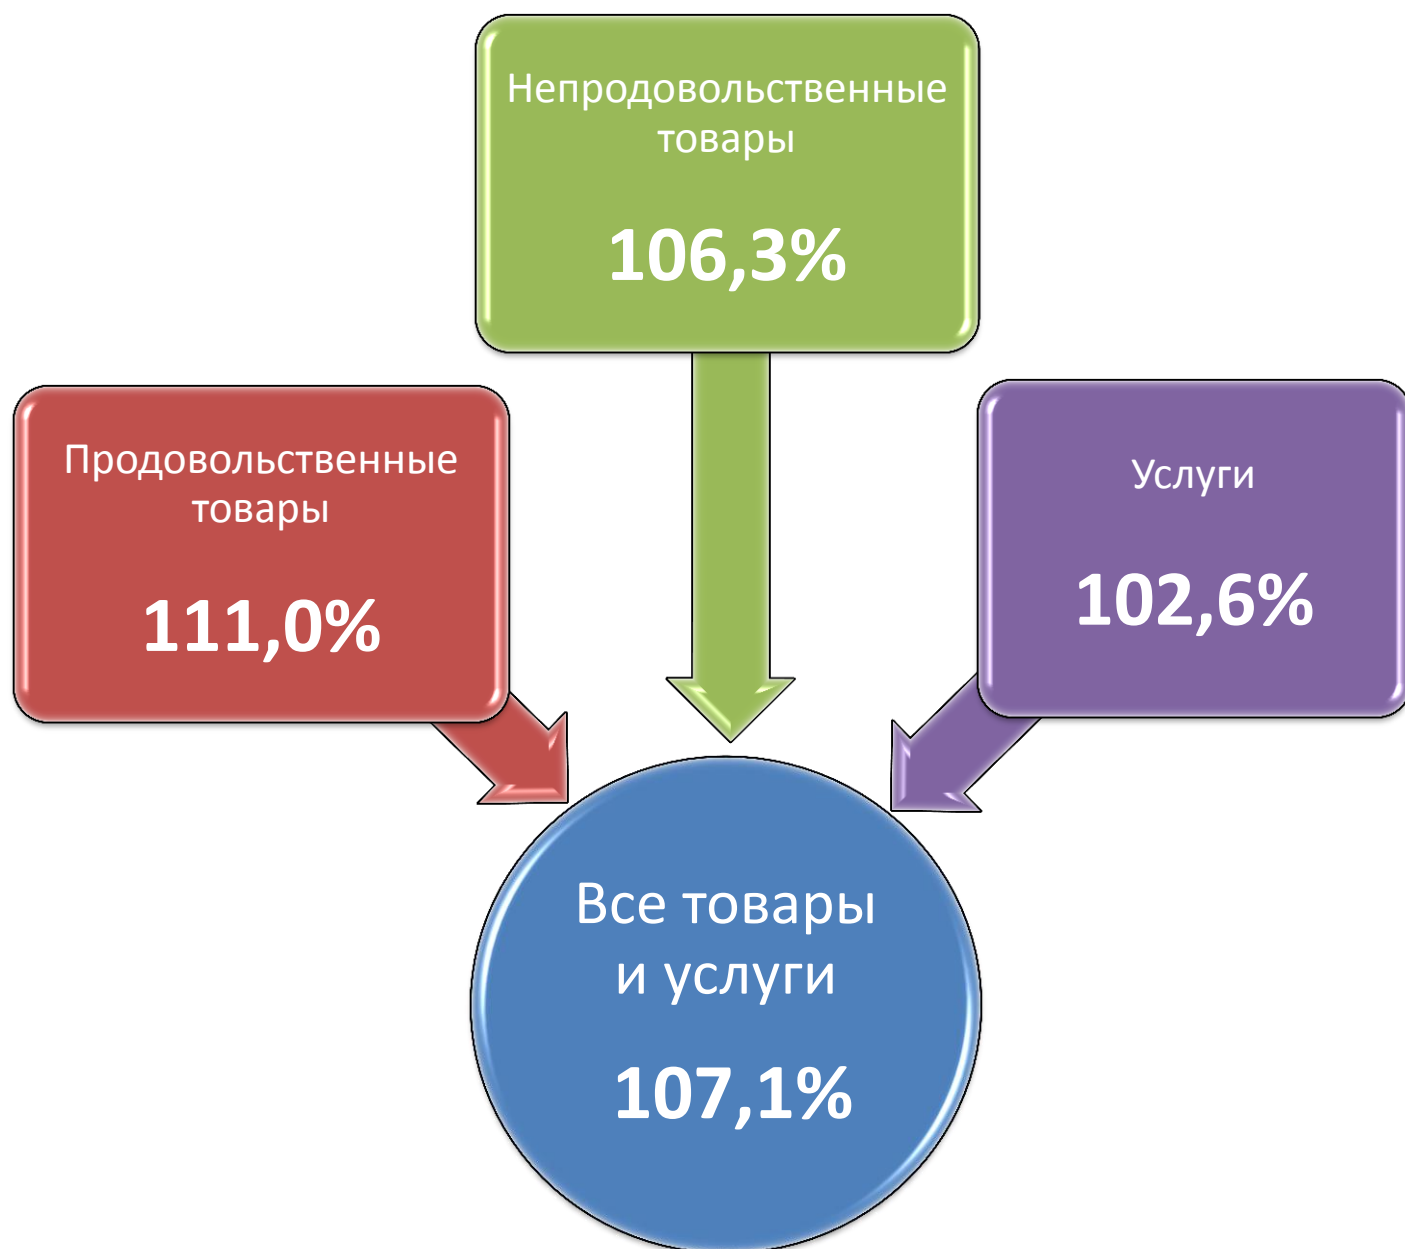 Непродовольственные
товары
106,3%
Продовольственные
товары
111,0%
Услуги
102,6%
Все товары
и услуги
107,1%